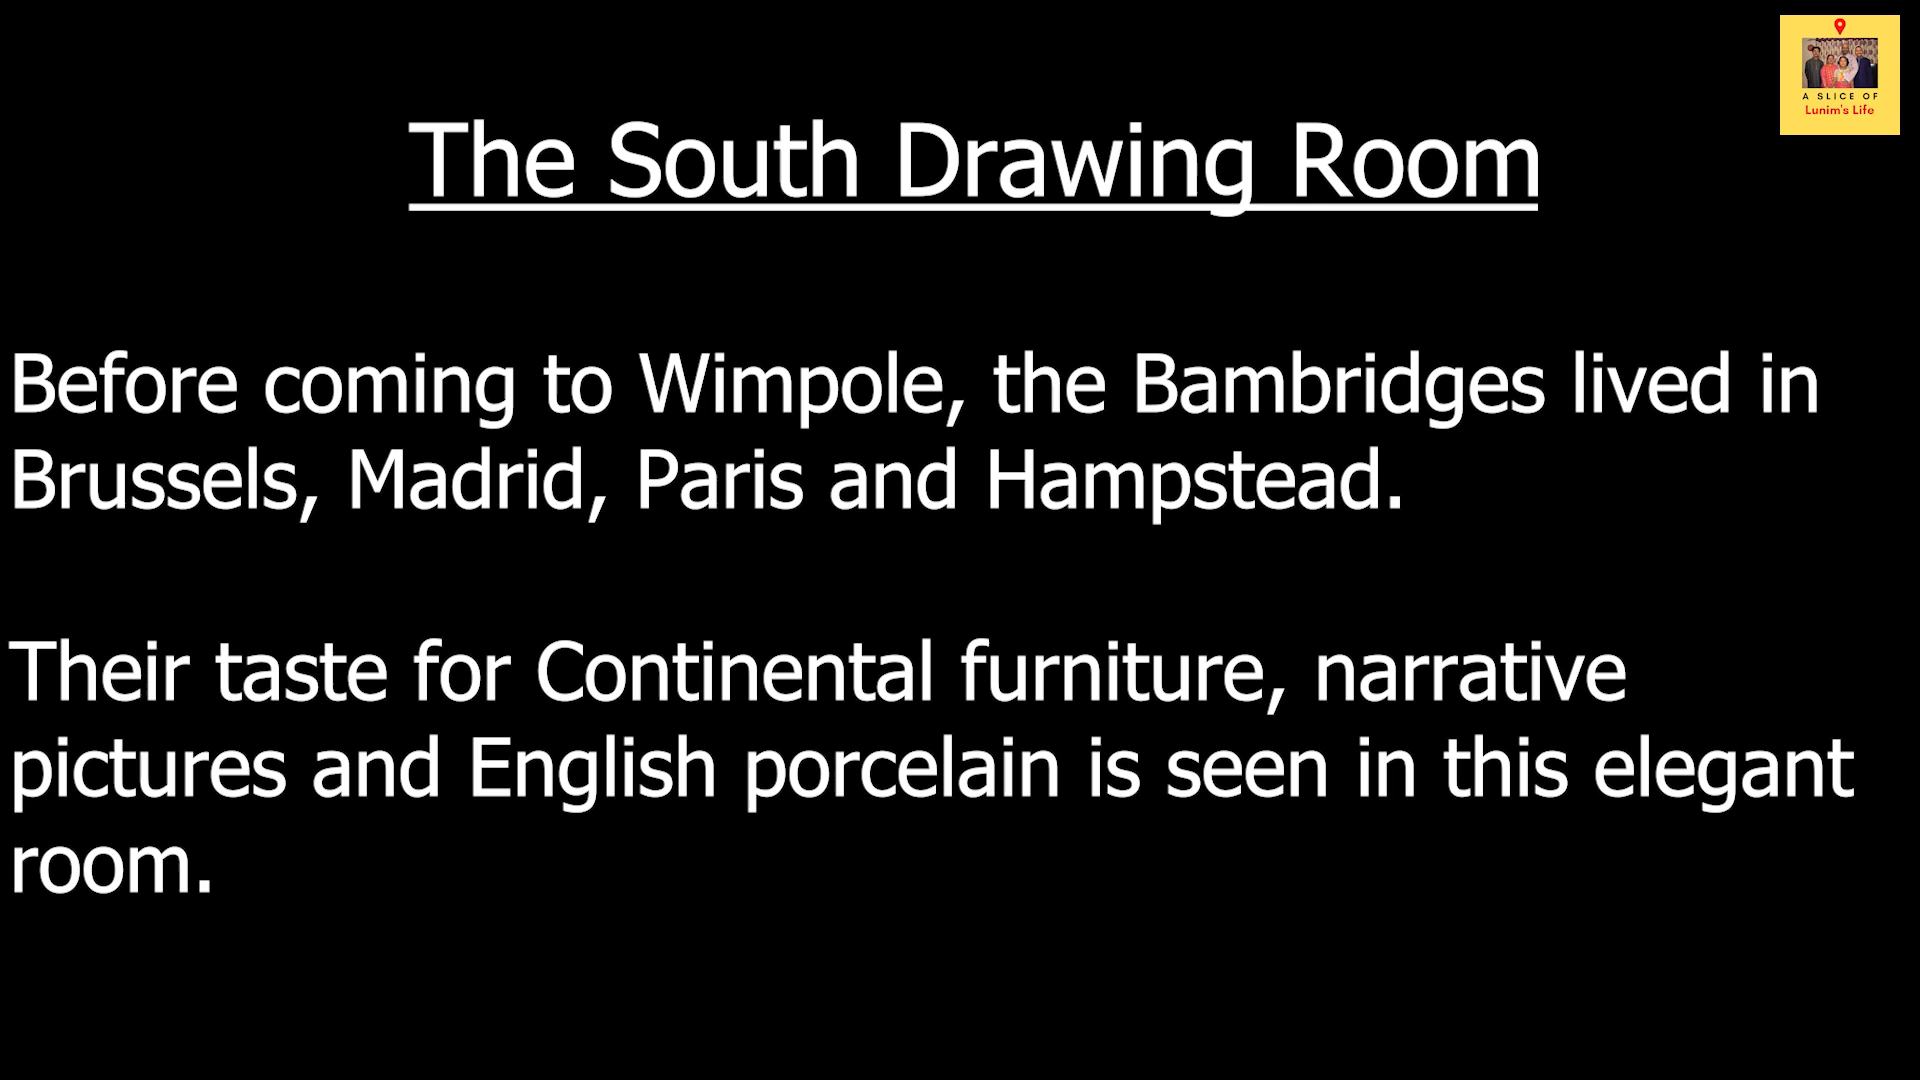 A SLICE OF
Lunim's Life
The South Drawing Room
Before coming to Wimpole, the Bambridges lived in
Brussels, Madrid, Paris and Hampstead.
Their taste for Continental furniture, narrative
pictures and English porcelain is seen in this elegant
room.